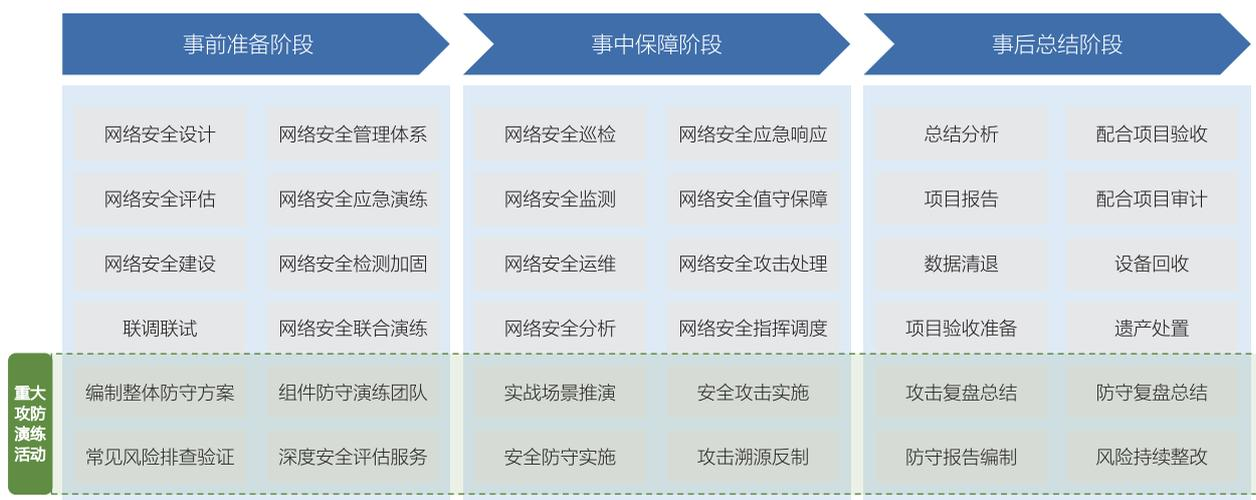 事前准备阶段
事中保障阶段
事后总结阶段
网络安全设计
网络安全管理体系
网络安全巡检
网络安全应急响应
总结分析
配合项目验收
网络安全评估
网络安全应急演练
网络安全监测
网络安全值守保障
项目报告
配合项目审计
网络安全建设
网络安全检测加固
网络安全运维
网络安全攻击处理
数据清退
设备回收
联调联试
网络安全联合演练
网络安全分析
网络安全指挥调度
项目验收准备
遗产处置
重大
攻防
演练
活动
编制整体防守方案
组件防守演练团队
实战场景推演
安全攻击实施
攻击复盘总结
防守复盘总结
常见风险排查验证
深度安全评估服务
安全防守实施
攻击溯源反制
防守报告编制
风险持续整改